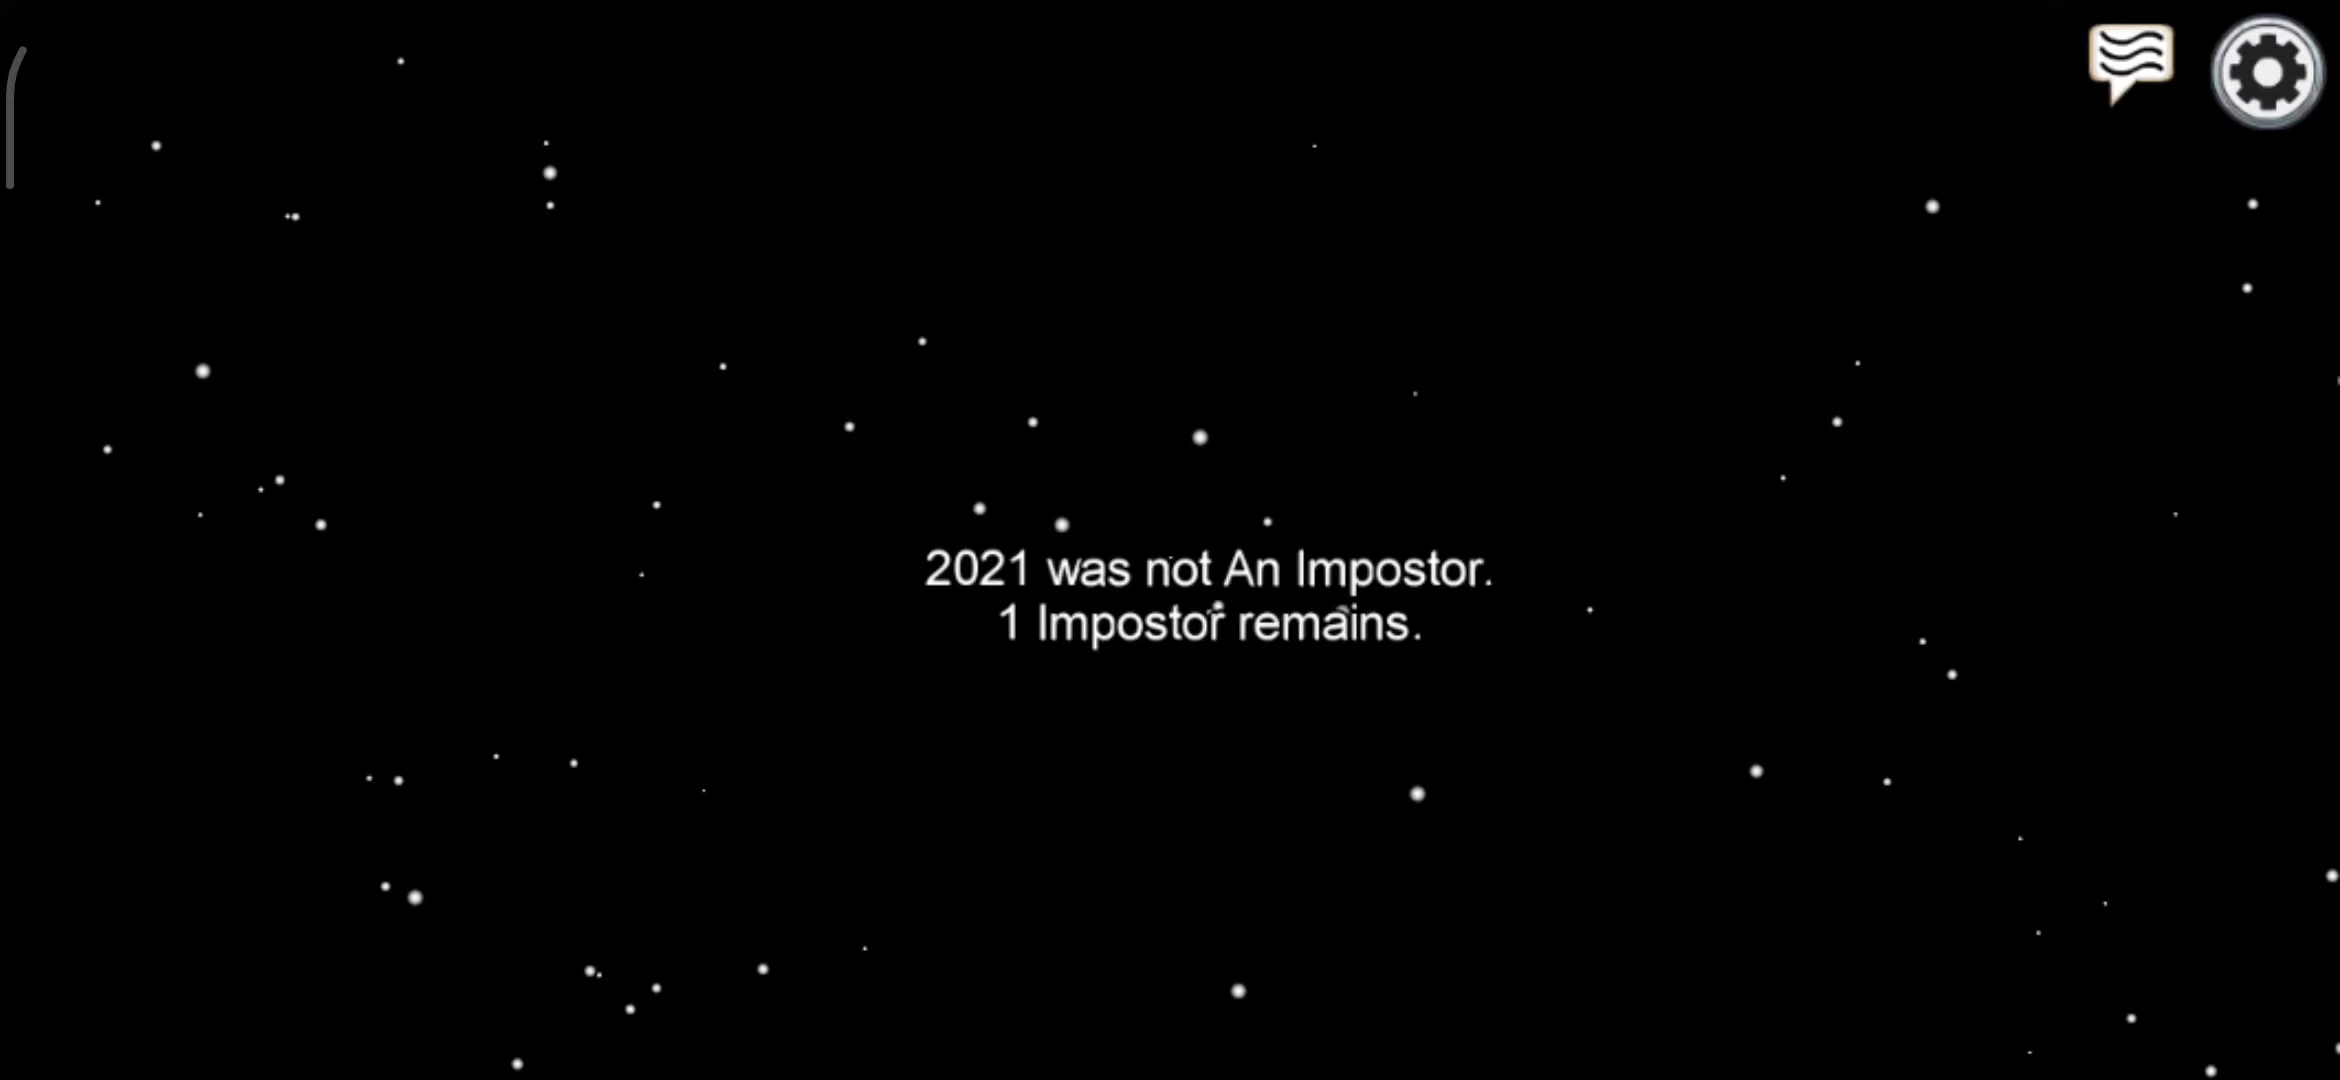 2021 was not An Impostor.
1 Impostor remains.